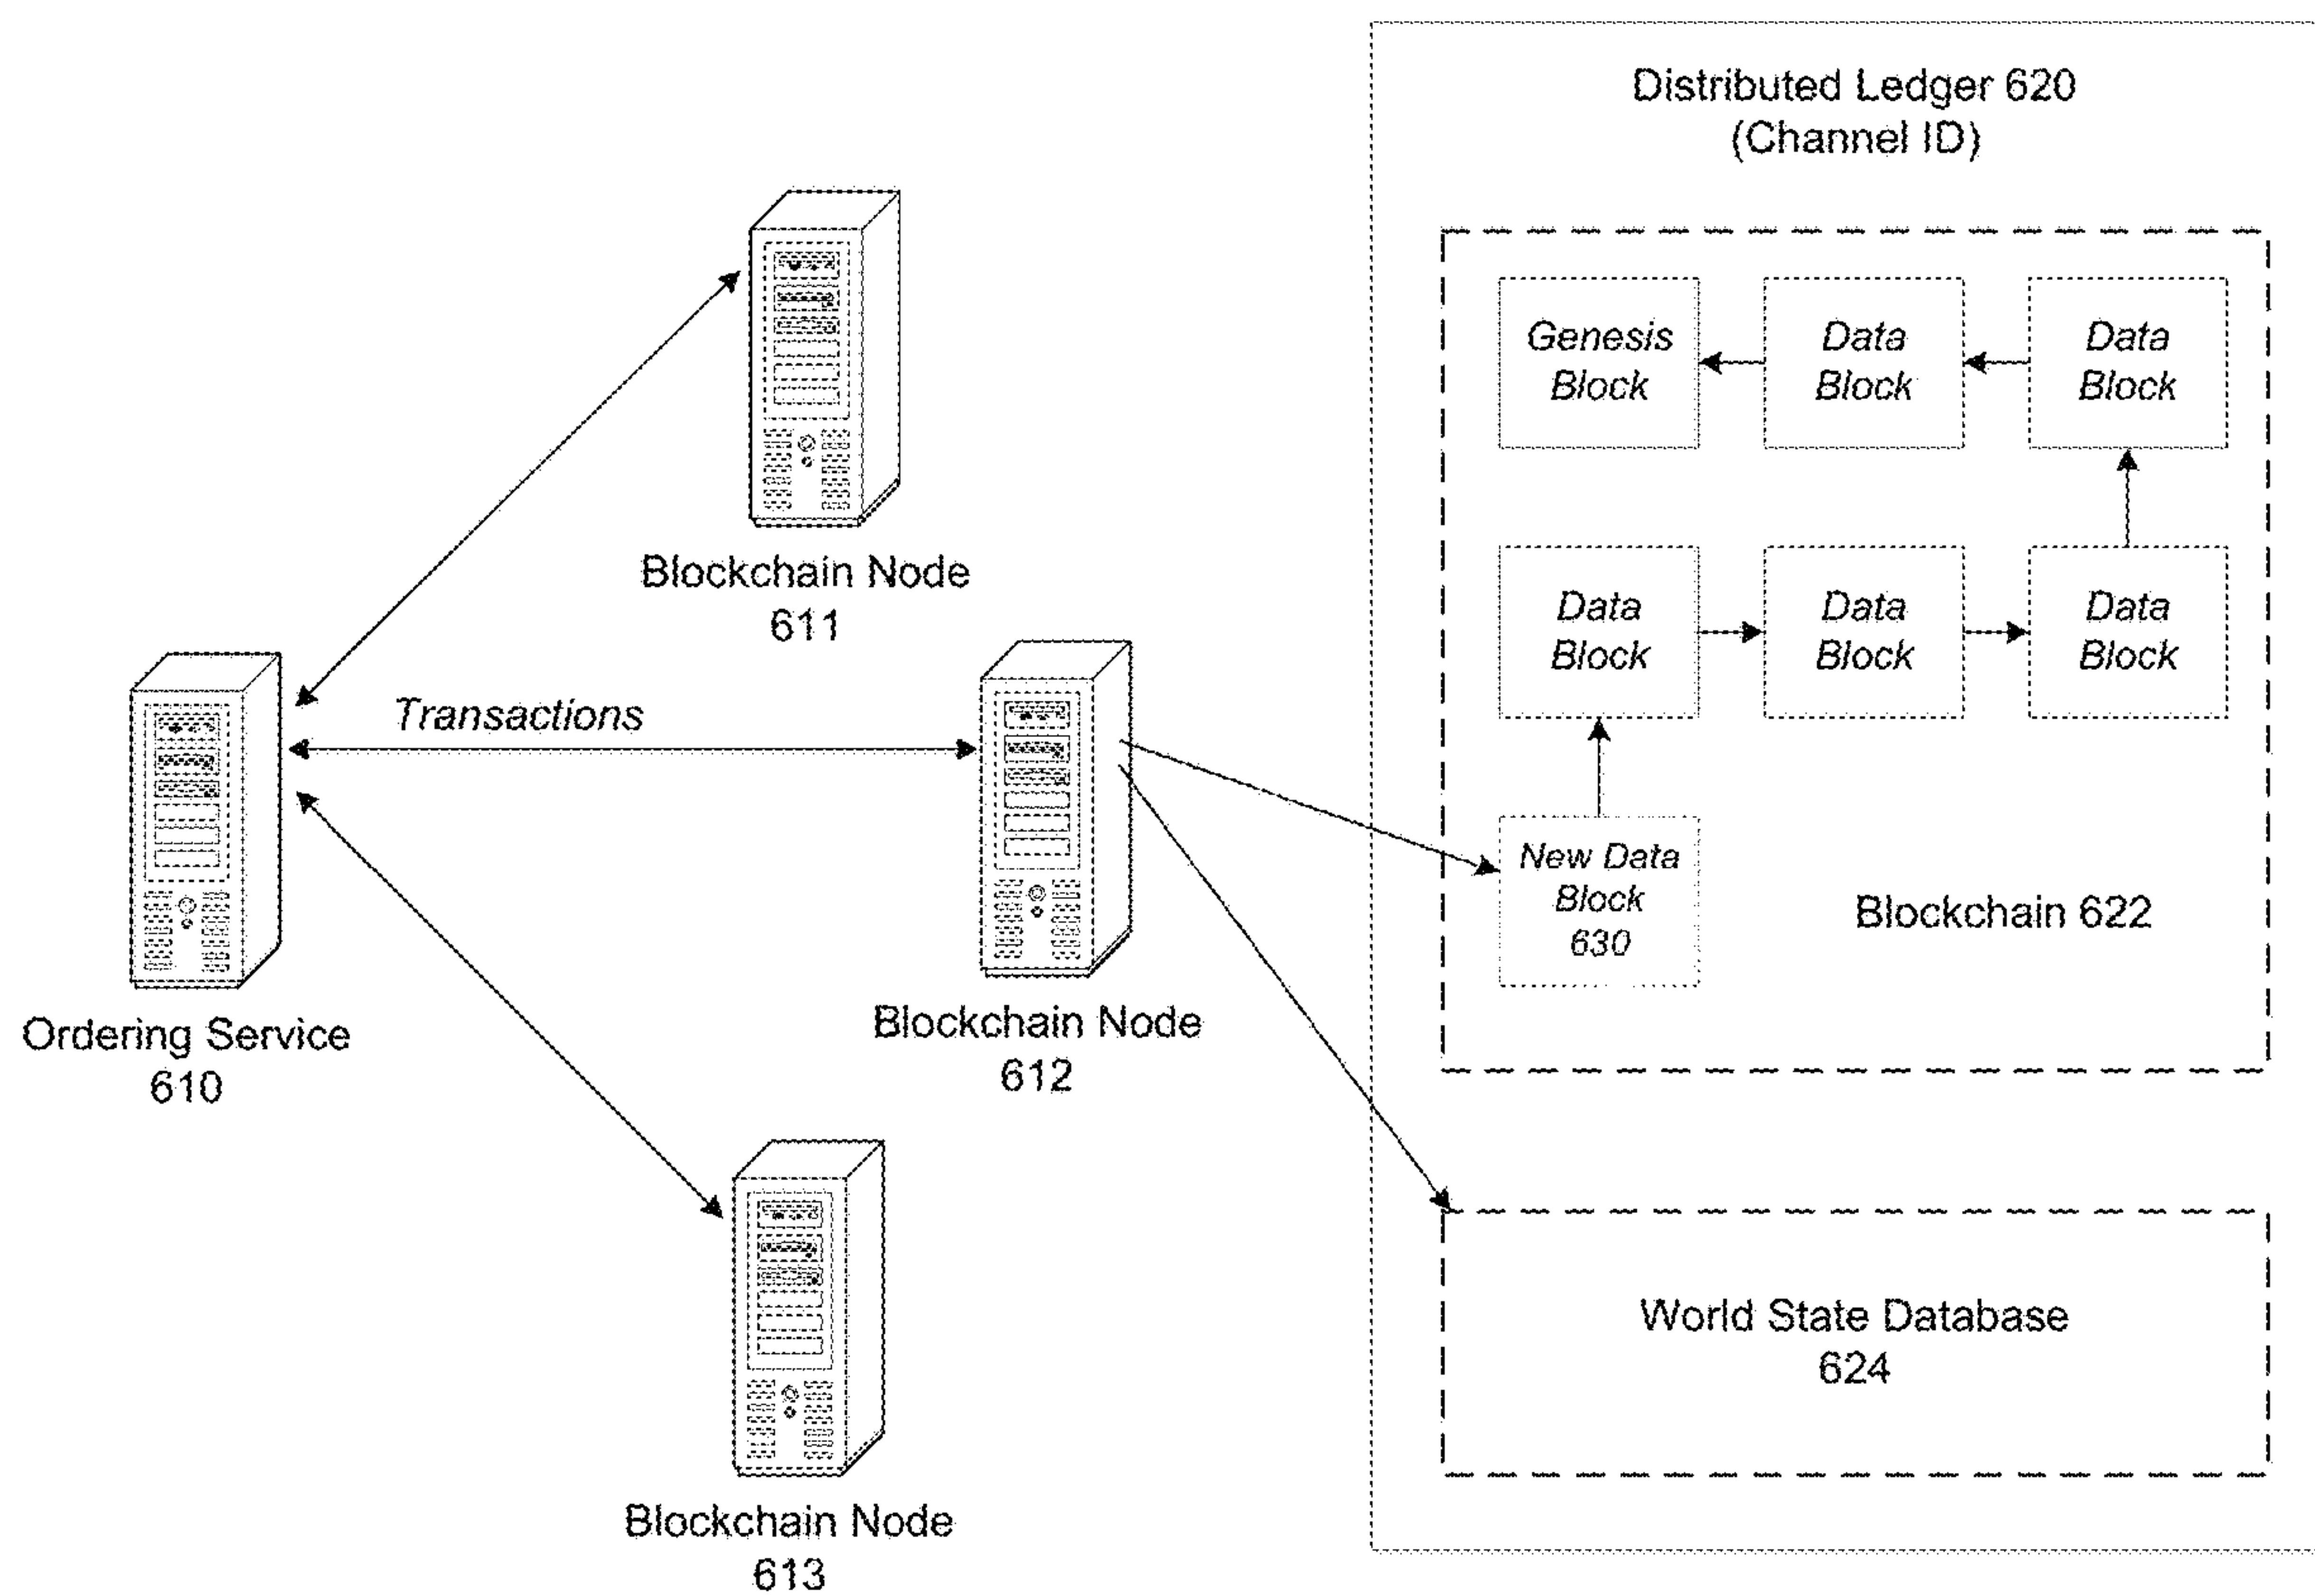 Distributed Ledger 620
(Channel ID)
Genesis
Block
Data
Block
Data
Block
Blockchain Node
611
Data
Block
Data
Block
Data
Block
Transactions
New Data
Block
630
Blockchain 622
Ordering Service
610
Blockchain Node
612
World State Database
624
Blockchain Node
613